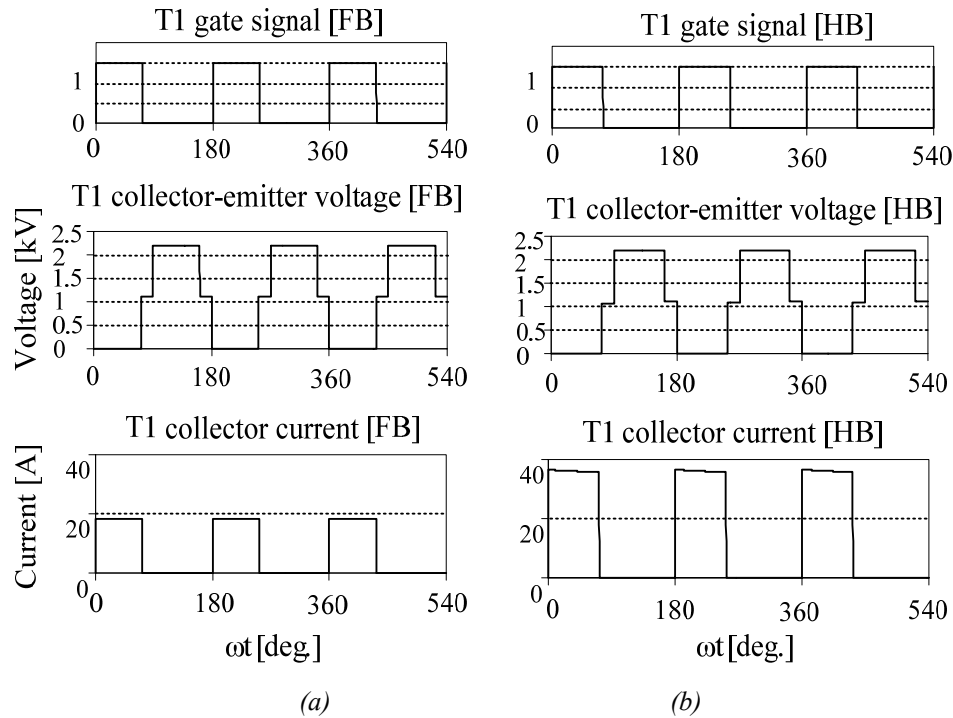 T1 gate signal [FB]
1
0
0 180 360 540
T1 collector-emitter voltage [FB]
Voltage [kV]
2.5
2
1.5
1
0.5
0
0 180 360 540
T1 collector current [FB]
Current [A]
40
20
0
0 180 360 540
ωt [deg.]
(a)
T1 gate signal [HB]
1
0
0 180 360 540
T1 collector-emitter voltage [HB]
2.5
2
1.5
1
0.5
0
0 180 360 540
T1 collector current [HB]
40
20
0
0 180 360 540
ωt [deg.]
(b)